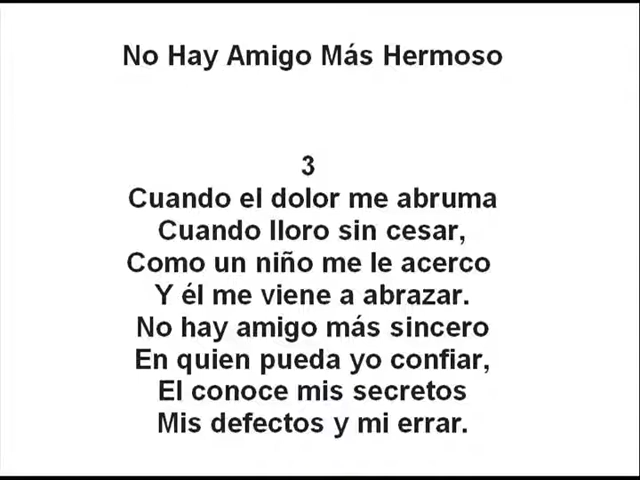 No Hay Amigo Más Hermoso
3
Cuando el dolor me abruma
Cuando lloro sin cesar,
Como un niño me le acerco
Y él me viene a abrazar.
No hay amigo más sincero
En quien pueda yo confiar,
El conoce mis secretos
Mis defectos y mi errar.